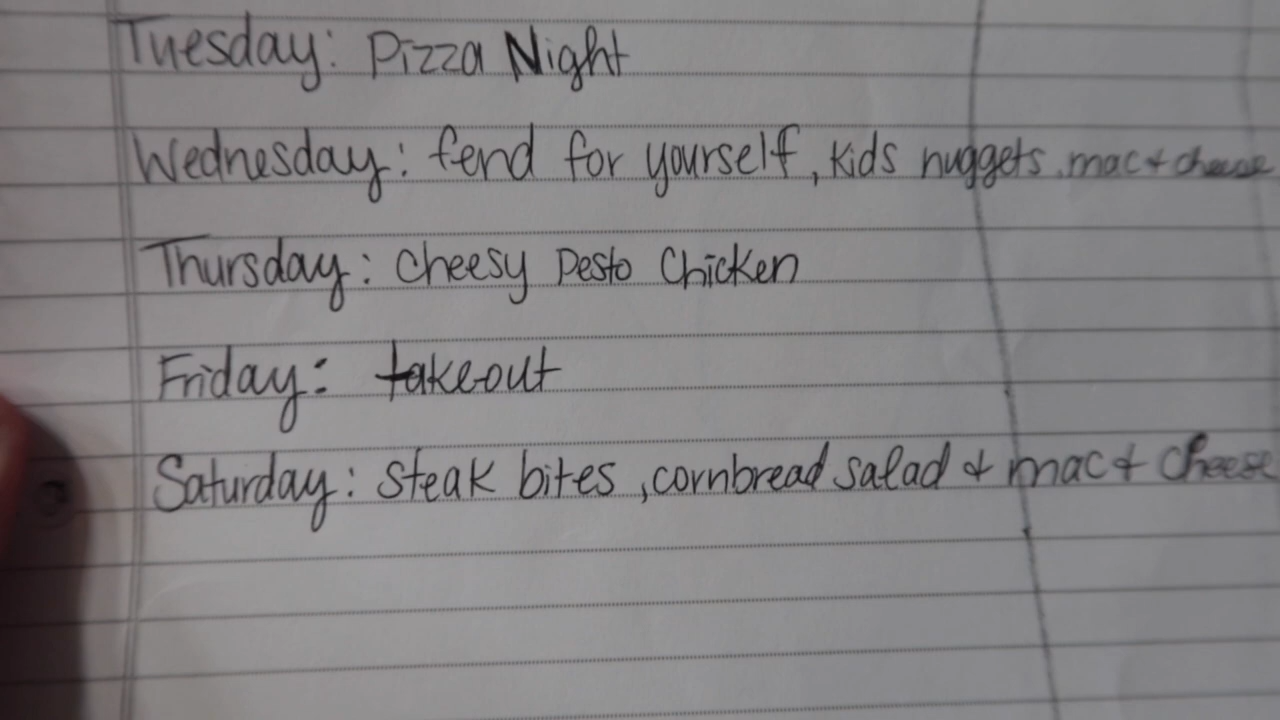 Tuesday: Pizza Night
Wednesday: fend for yourself, kids nuggets, mac + cheese
Thursday: Cheesy Pesto Chicken
Friday: takeout
Saturday: Steak bites, cornbread salad + mac + cheese